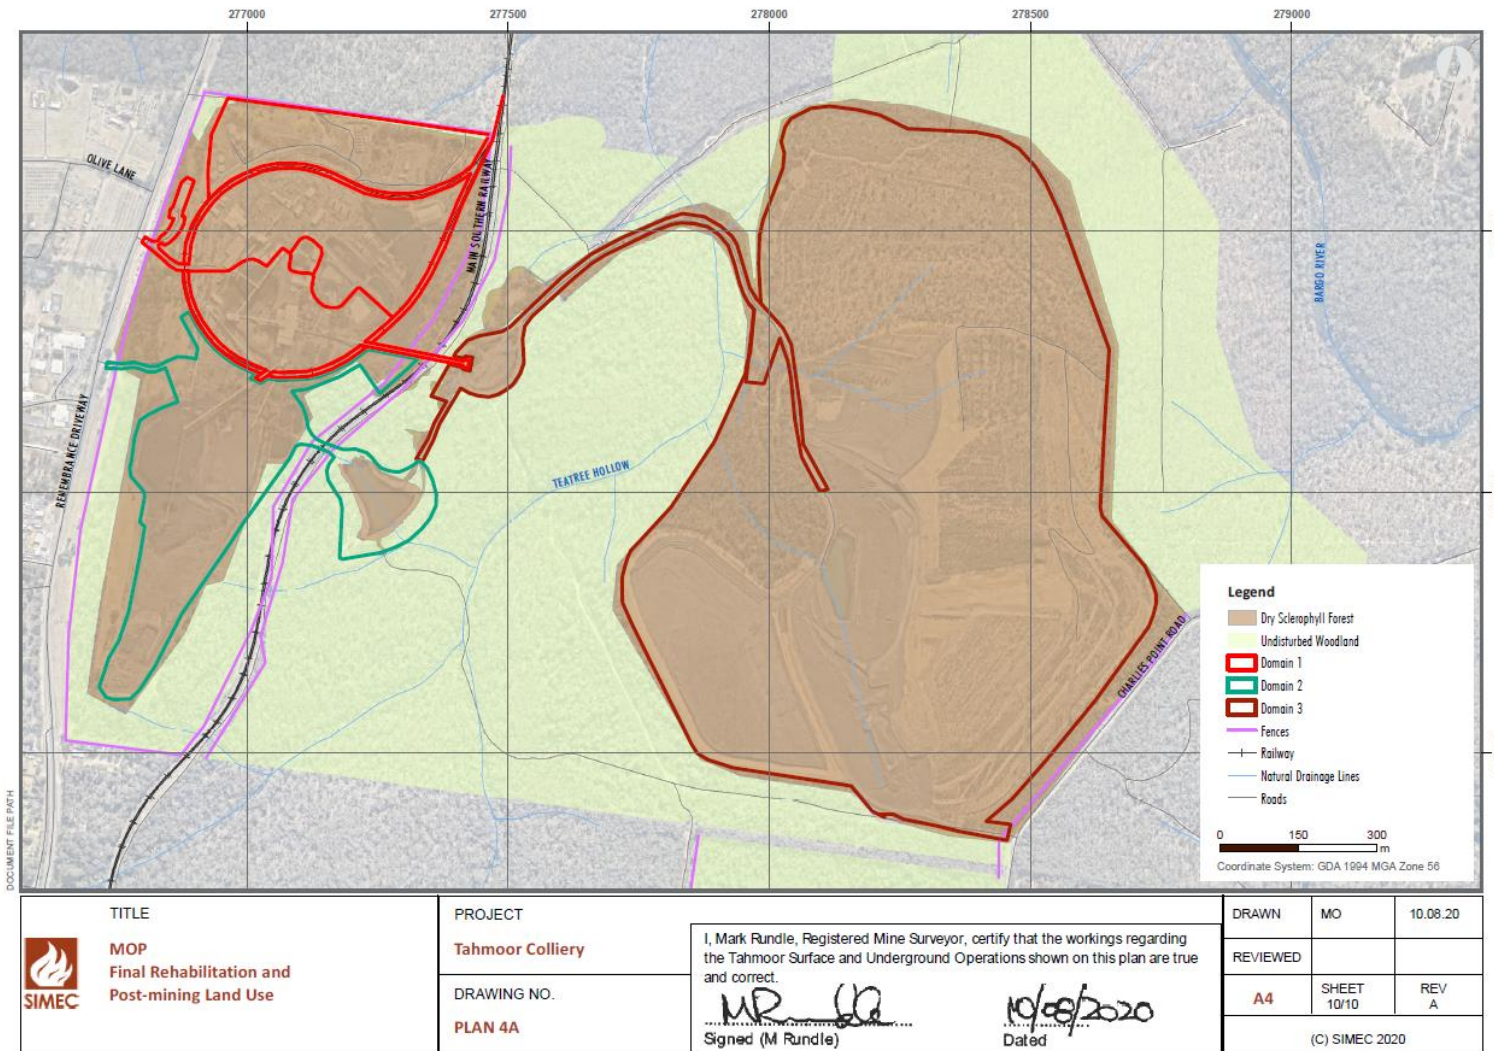 277000
277500
278000
278500
279000
OLIVE LANE
MAIN SOUTHERN RAILWAY
BARGO RIVER
REMEMBRANCE DRIVEWAY
TEATREE HOLLOW
CHARLIES POINT ROAD
Legend
Dry Sclerophyll Forest
Undisturbed Woodland
Domain 1
Domain 2
Domain 3
Fences
Railway
Natural Drainage Lines
Roads
0 150 300
m
Coordinate System: GDA 1994 MGA Zone 56
DOCUMENT FILE PATH
SIMEC
TITLE
MOP
Final Rehabilitation and
Post-mining Land Use
PROJECT
Tahmoor Colliery
DRAWING NO.
PLAN 4A
I, Mark Rundle, Registered Mine Surveyor, certify that the workings regarding
the Tahmoor Surface and Underground Operations shown on this plan are true
and correct.
10/08/2020
Signed (M Rundle) Dated
DRAWN MO 10.08.20
REVIEWED
A4 SHEET 10/10 REV A
(C) SIMEC 2020